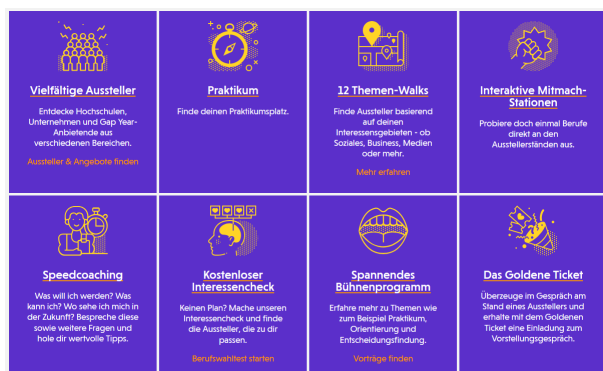 Vielfältige Aussteller
Entdecke Hochschulen,
Unternehmen und Gap Year-
Anbietende aus
verschiedenen Bereichen.
Aussteller & Angebote finden
Praktikum
Finde deinen Praktikumsplatz.
12 Themen-Walks
Finde Aussteller basierend
auf deinen
Interessensgebieten - ob
Soziales, Business, Medien
oder mehr.
Mehr erfahren
Interaktive Mitmach-
Stationen
Probiere doch einmal Berufe
direkt an den
Ausstellerständen aus.
Speedcoaching
Was will ich werden? Was
kann ich? Wo sehe ich mich in
der Zukunft? Bespreche diese
sowie weitere Fragen und
hole dir wertvolle Tipps.
Kostenloser
Interessencheck
Keinen Plan? Mache unseren
Interessencheck und finde
die Aussteller, die zu dir
passen.
Berufswahltest starten
Spannendes
Bühnenprogramm
Erfahre mehr zu Themen wie
zum Beispiel Praktikum,
Orientierung und
Entscheidungsfindung.
Vorträge finden
Das Goldene Ticket
Überzeuge im Gespräch am
Stand eines Ausstellers und
erhalte mit dem Goldenen
Ticket eine Einladung zum
Vorstellungsgespräch.